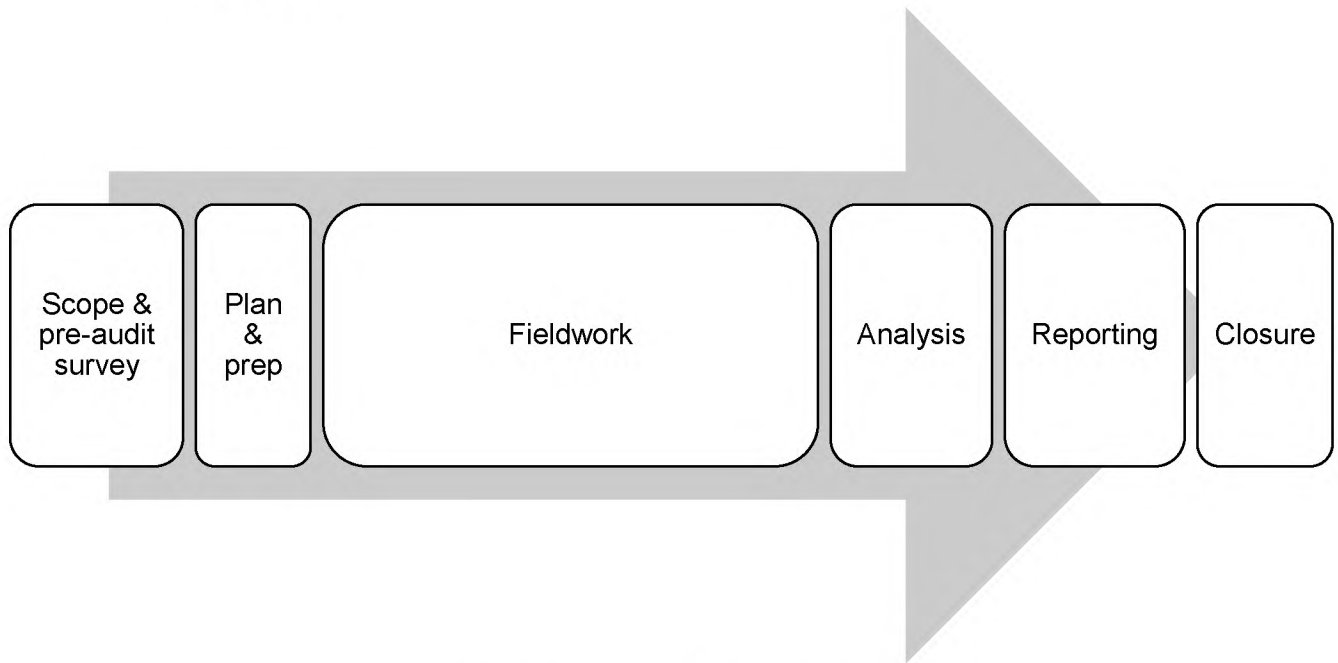 Scope &
pre-audit
survey
Plan
&
prep
Fieldwork
Analysis
Reporting
Closure